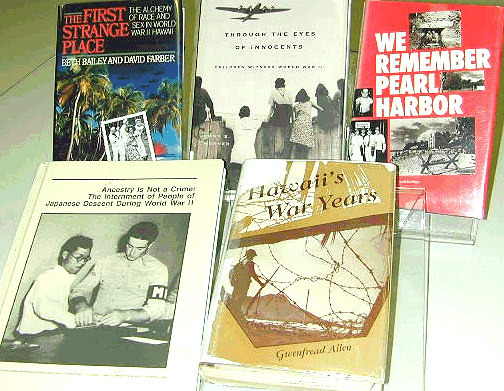 THE FIRST
STRANGE
PLACE
THE ALCHEMY
OF RACE AND
SEX IN WORLD
WAR II HAWAII
BETH BAILEY AND DAVID FARBER
THROUGH THE EYES
OF INNOCENTS
CHILDREN WITNESS WORLD WAR II
WE
REMEMBER
PEARL
HARBOR
Ancestry Is Not a Crime:
The Internment of People of
Japanese Descent During World War II
M
Hawaii's
War Years
Gwenfread Allen